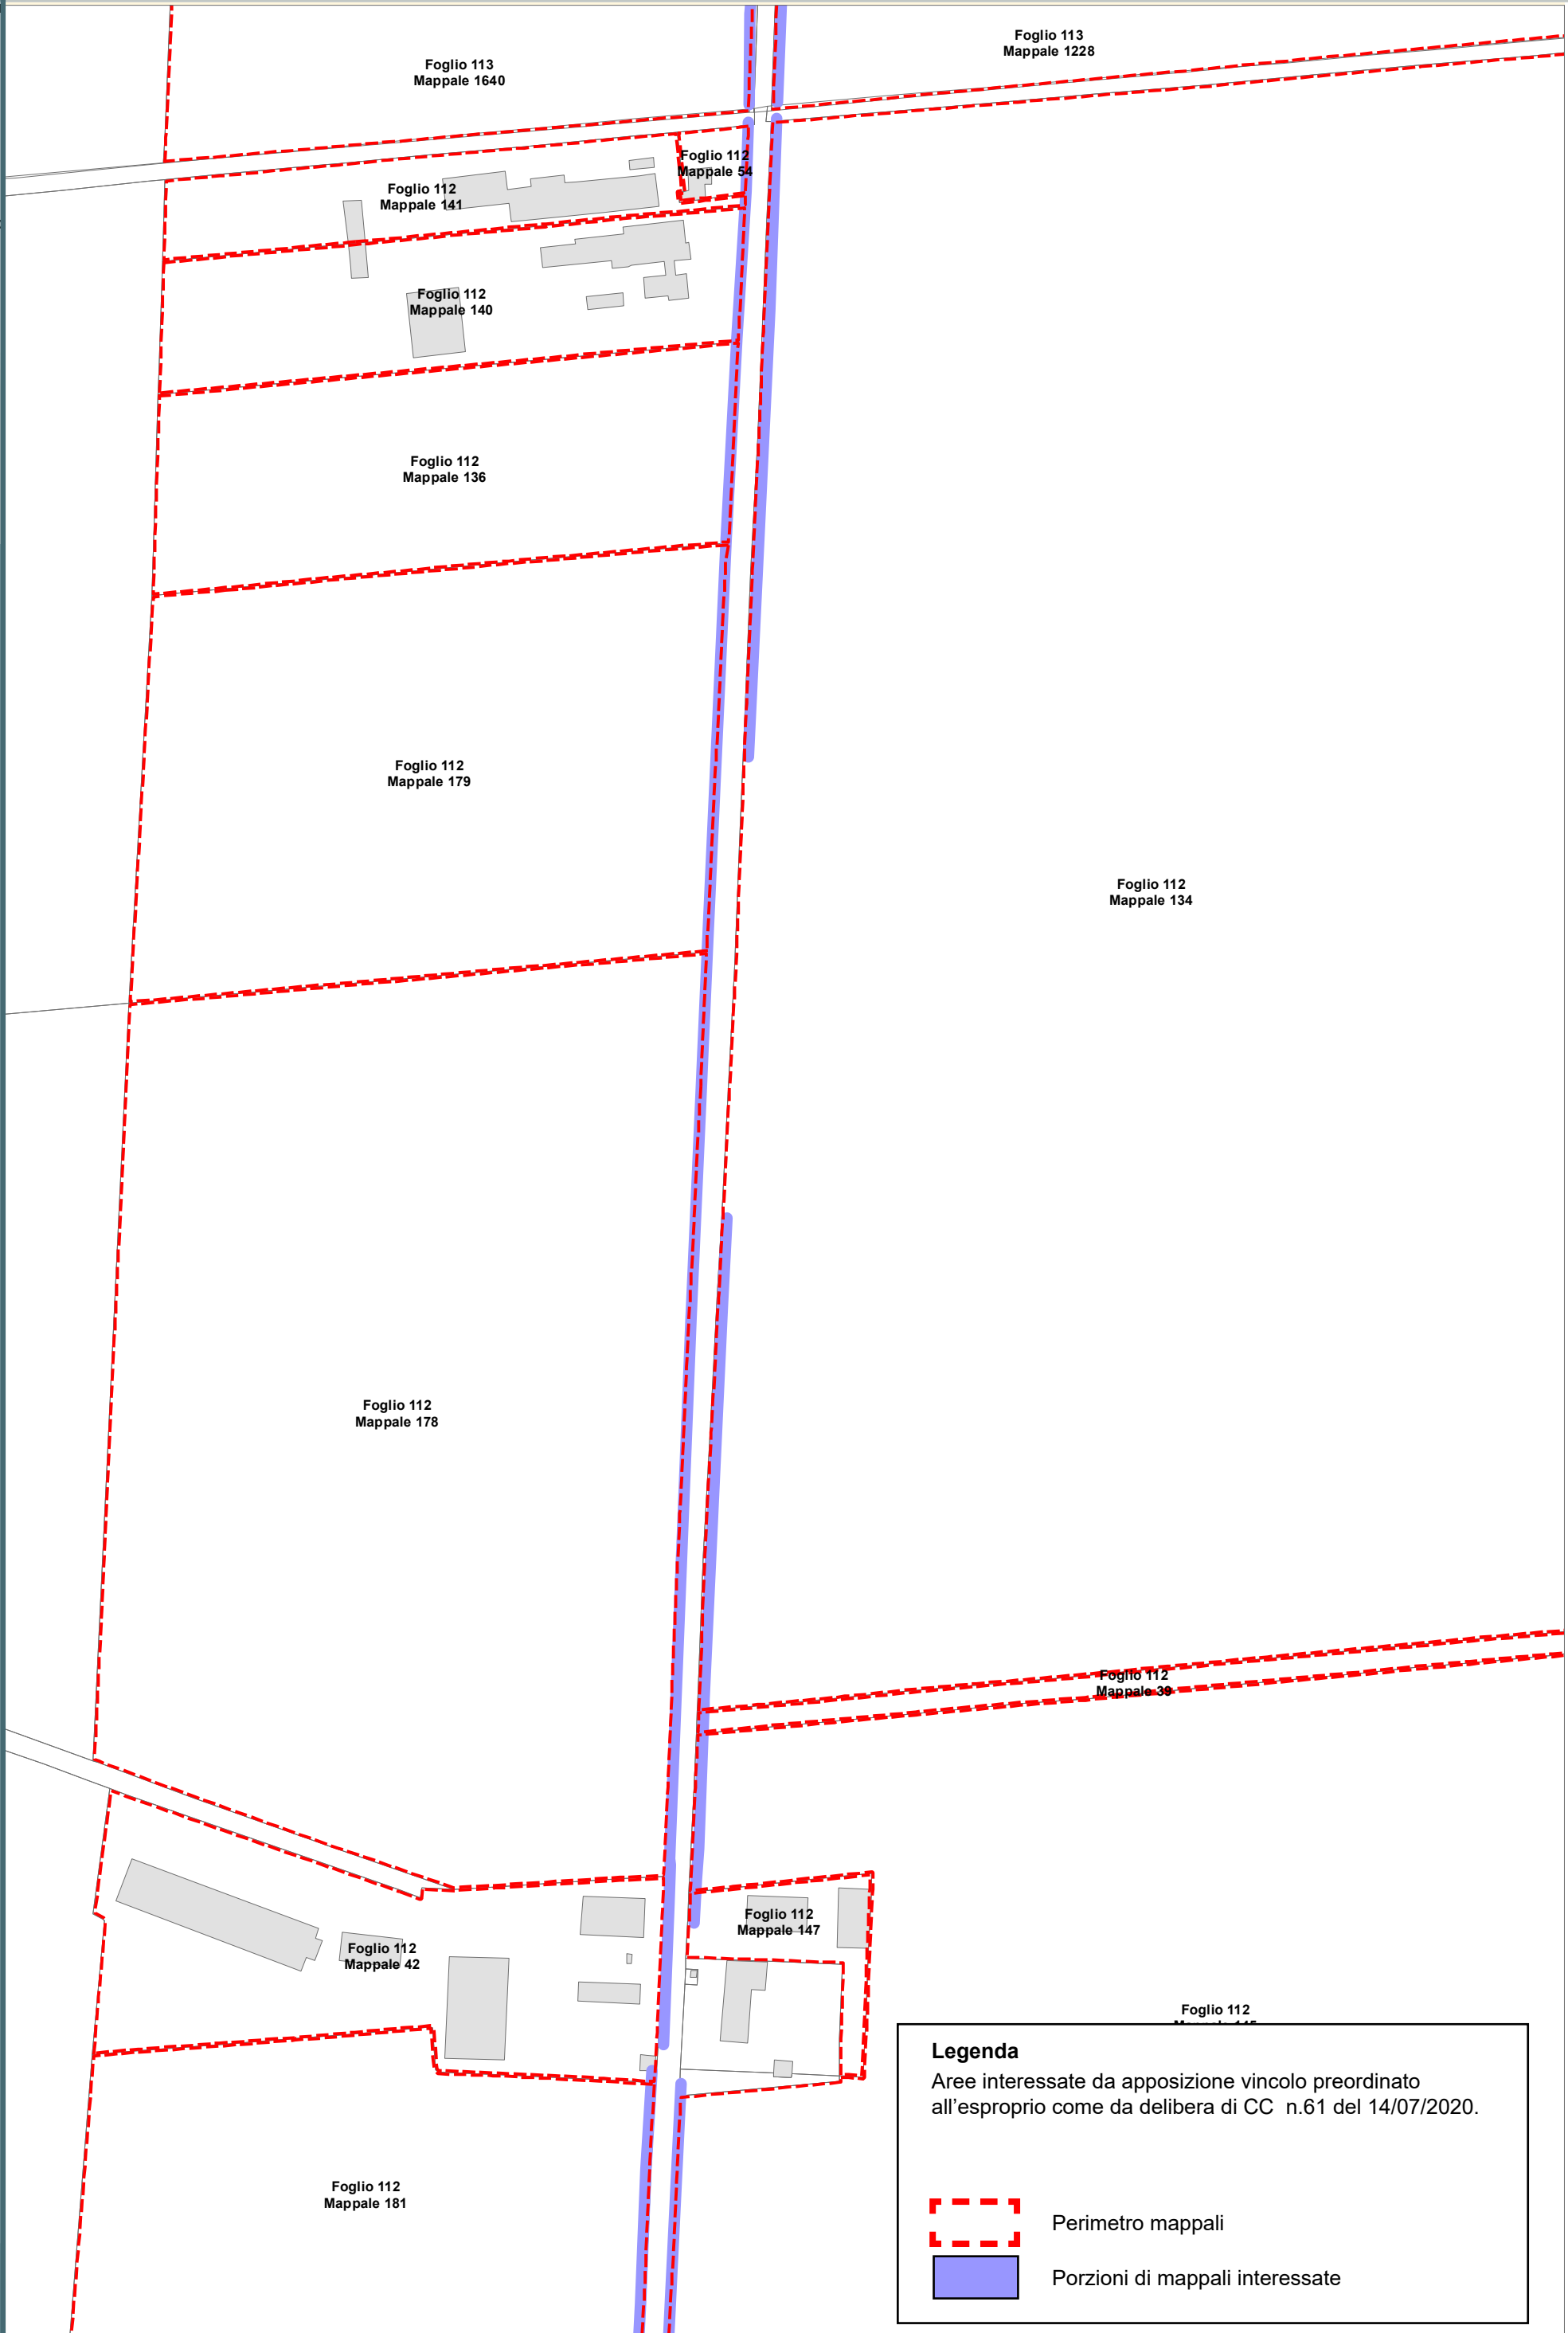 Foglio 113
Mappale 1228
Foglio 113
Mappale 1640
Foglio 112
Mappale 54
Foglio 112
Mappale 141
Foglio 112
Mappale 140
Foglio 112
Mappale 136
Foglio 112
Mappale 179
Foglio 112
Mappale 134
Foglio 112
Mappale 178
Foglio 112
Mappale 39
Foglio 112
Mappale 147
Foglio 112
Mappale 42
Foglio 112
Foglio 112
Mappale 181
Legenda
Aree interessate da apposizione vincolo preordinato
all'esproprio come da delibera di CC n.61 del 14/07/2020.
Perimetro mappali
Porzioni di mappali interessate